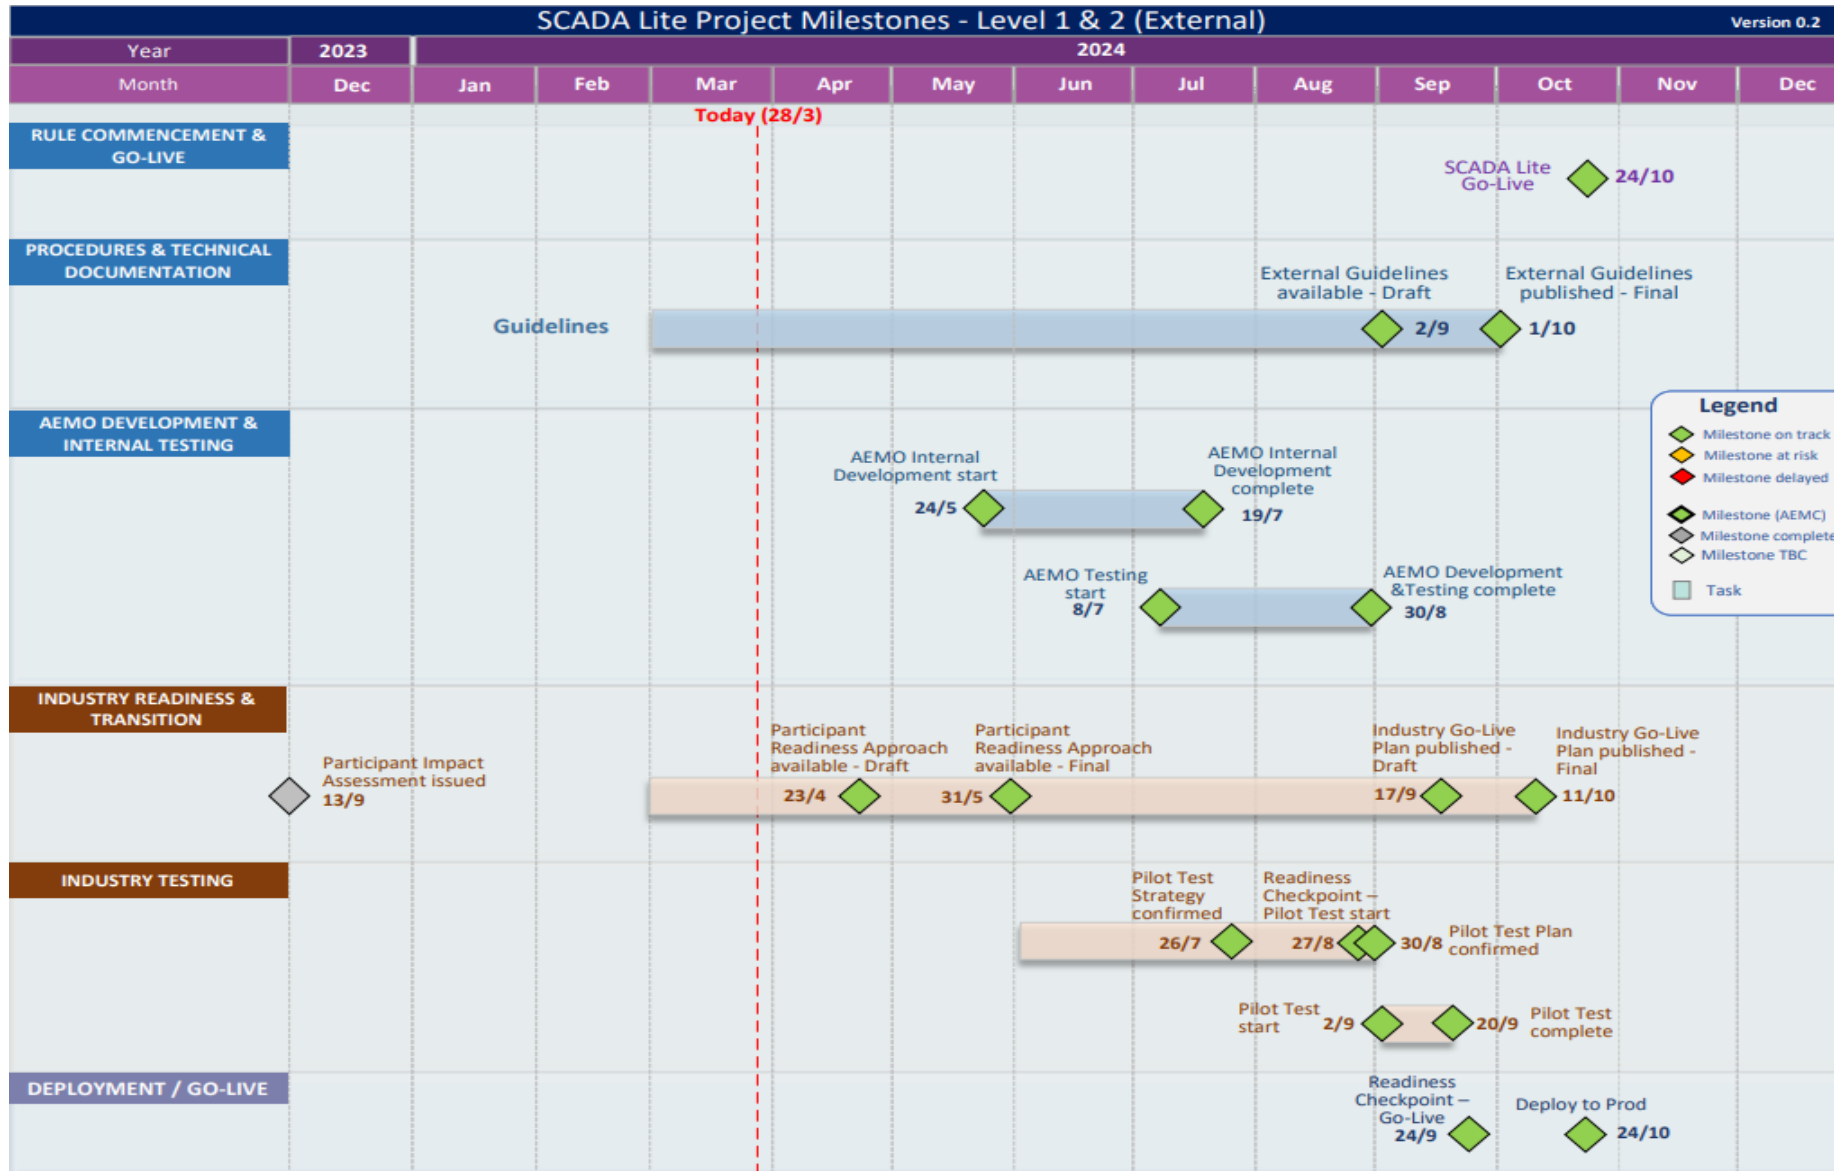 SCADA Lite Project Milestones - Level 1 & 2 (External)
Version 0.2
Year 2023 2024
Month Dec Jan Feb Mar Apr May Jun Jul Aug Sep Oct Nov Dec
Today (28/3)
RULE COMMENCEMENT &
GO-LIVE
SCADA Lite
Go-Live
24/10
PROCEDURES & TECHNICAL
DOCUMENTATION
Guidelines
External Guidelines
available - Draft
2/9
External Guidelines
published - Final
1/10
Legend
Milestone on track
Milestone at risk
Milestone delayed
Milestone (AEMC)
Milestone complete
Milestone TBC
Task
AEMO DEVELOPMENT &
INTERNAL TESTING
AEMO Internal
Development start
24/5
AEMO Internal
Development
complete
19/7
AEMO Testing
start
8/7
AEMO Development
&Testing complete
30/8
INDUSTRY READINESS &
TRANSITION
Participant Impact
Assessment issued
13/9
Participant
Readiness Approach
available - Draft
23/4
Participant
Readiness Approach
available - Final
31/5
Industry Go-Live
Plan published -
Draft
17/9
Industry Go-Live
Plan published -
Final
11/10
INDUSTRY TESTING
Pilot Test
Strategy
confirmed
26/7
Readiness
Checkpoint –
Pilot Test start
27/8
30/8
Pilot Test Plan
confirmed
Pilot Test
start
2/9
20/9
Pilot Test
complete
DEPLOYMENT / GO-LIVE
Readiness
Checkpoint –
Go-Live
24/9
Deploy to Prod
24/10